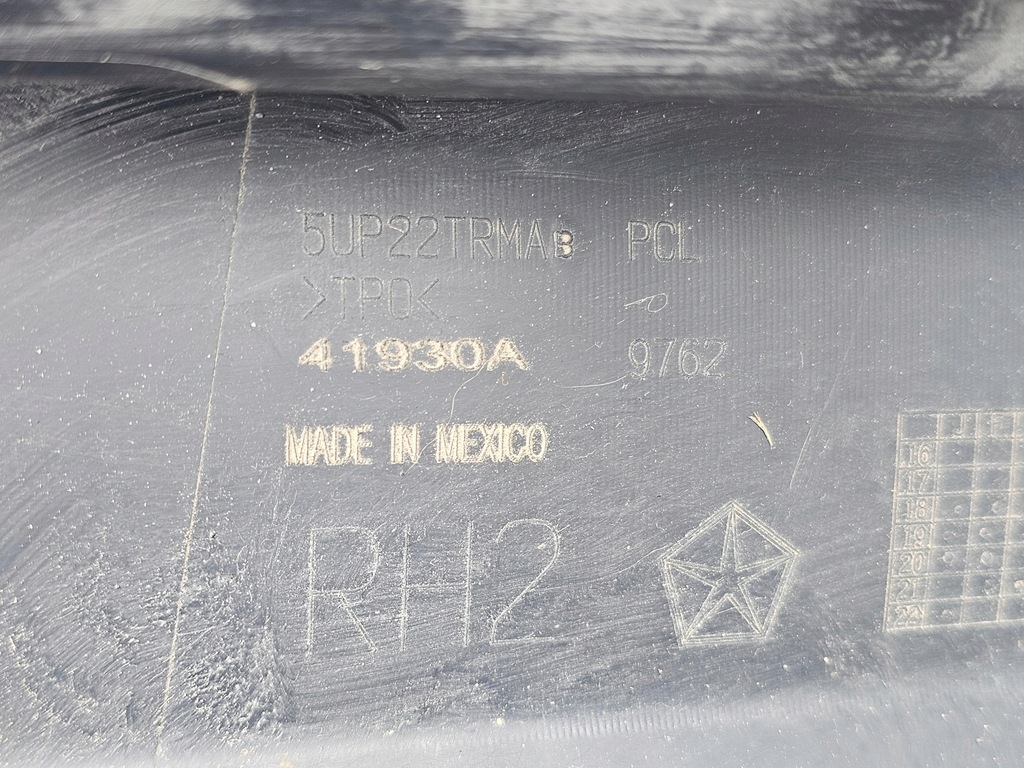 5UP22TRMAB PCL
>TPO<
41930A 9762
MADE IN MEXICO
RH2
J F
16
17
18
19
20
21
22